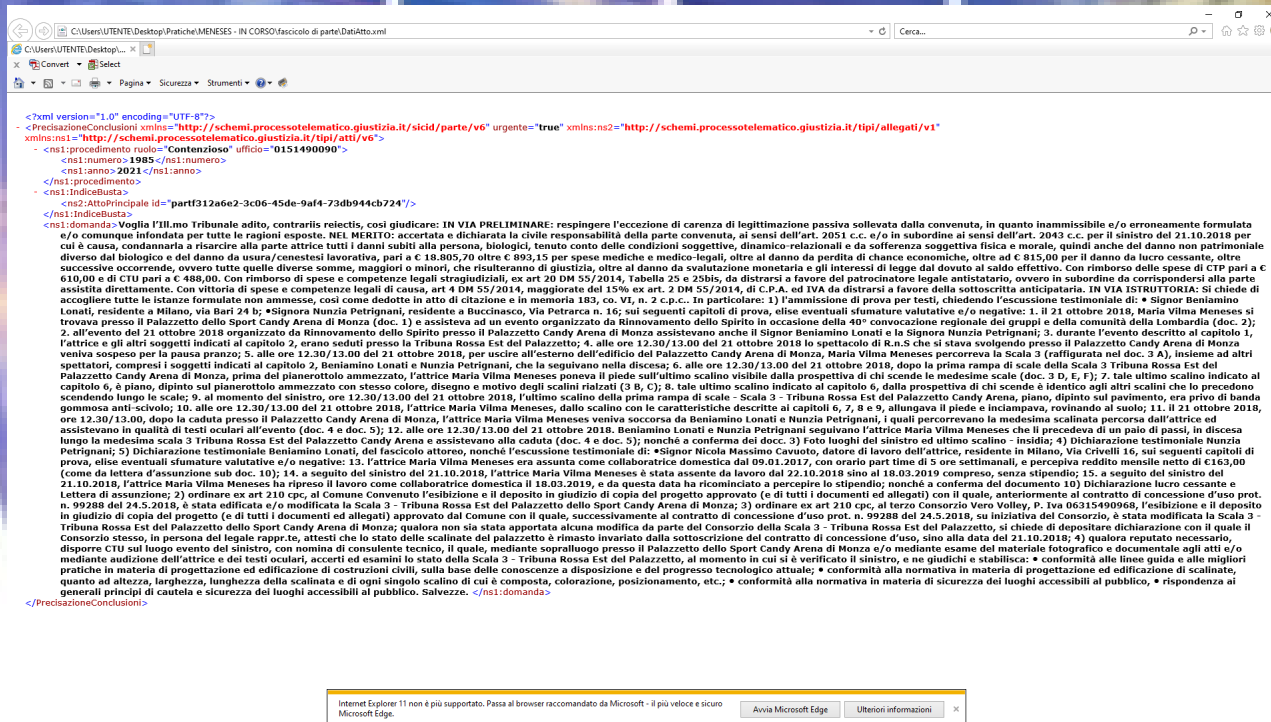 C:\Users\UTENTE\Desktop\Pratiche\MENESES - IN CORSO\fascicolo di parte\DatiAtto.xml
Cerca...
C:\Users\UTENTE\Desktop\...
Convert Select
Pagina Sicurezza Strumenti
<?xml version="1.0" encoding="UTF-8"?>
- <PrecisazioneConclusioni xmlns="http://schemi.processotelematico.giustizia.it/sicid/parte/v6" urgente="true" xmlns:ns2="http://schemi.processotelematico.giustizia.it/tipi/allegati/v1"
xmlns:ns1="http://schemi.processotelematico.giustizia.it/tipi/atti/v6">
- <ns1:procedimento ruolo="Contenzioso" ufficio="0151490090">
<ns1:numero>1985</ns1:numero>
<ns1:anno>2021</ns1:anno>
</ns1:procedimento>
- <ns1:IndiceBusta>
<ns2:AttoPrincipale id="partf312a6e2-3c06-45de-9af4-73db944cb724"/>
</ns1:IndiceBusta>
<ns1:domanda>Voglia l'Ill.mo Tribunale adito, contrariis reiectis, così giudicare: IN VIA PRELIMINARE: respingere l'eccezione di carenza di legittimazione passiva sollevata dalla convenuta, in quanto inammissibile e/o erroneamente formulata
e/o comunque infondata per tutte le ragioni esposte. NEL MERITO: accertata e dichiarata la civile responsabilità della parte convenuta, ai sensi dell'art. 2051 c.c. e/o in subordine ai sensi dell'art. 2043 c.c. per il sinistro del 21.10.2018 per
cui è causa, condannarla a risarcire alla parte attrice tutti i danni subiti alla persona, biologici, tenuto conto delle condizioni soggettive, dinamico-relazionali e da sofferenza soggettiva fisica e morale, quindi anche del danno non patrimoniale
diverso dal biologico e del danno da usura/cenestesi lavorativa, pari a € 18.805,70 oltre € 893,15 per spese mediche e medico-legali, oltre al danno da perdita di chance economiche, oltre ad € 815,00 per il danno da lucro cessante, oltre
successive occorrende, ovvero tutte quelle diverse somme, maggiori o minori, che risulteranno di giustizia, oltre al danno da svalutazione monetaria e gli interessi di legge dal dovuto al saldo effettivo. Con rimborso delle spese di CTP pari a €
610,00 e di CTU pari a € 488,00. Con rimborso di spese e competenze legali stragiudiziali, ex art 20 DM 55/2014, Tabella 25 e 25bis, da distrarsi a favore del patrocinatore legale antistatario, ovvero in subordine da corrispondersi alla parte
assistita direttamente. Con vittoria di spese e competenze legali di causa, art 4 DM 55/2014, maggiorate del 15% ex art. 2 DM 55/2014, di C.P.A. ed IVA da distrarsi a favore della sottoscritta anticipataria. IN VIA ISTRUTTORIA: Si chiede di
accogliere tutte le istanze formulate non ammesse, così come dedotte in atto di citazione e in memoria 183, co. VI, n. 2 c.p.c.. In particolare: 1) l'ammissione di prova per testi, chiedendo l'escussione testimoniale di: • Signor Beniamino
Lonati, residente a Milano, via Bari 24 b; •Signora Nunzia Petrignani, residente a Buccinasco, Via Petrarca n. 16; sui seguenti capitoli di prova, elise eventuali sfumature valutative e/o negative: 1. il 21 ottobre 2018, Maria Vilma Meneses si
trovava presso il Palazzetto dello Sport Candy Arena di Monza (doc. 1) e assisteva ad un evento organizzato da Rinnovamento dello Spirito in occasione della 40° convocazione regionale dei gruppi e della comunità della Lombardia (doc. 2);
2. all'evento del 21 ottobre 2018 organizzato da Rinnovamento dello Spirito presso il Palazzetto Candy Arena di Monza assistevano anche il Signor Beniamino Lonati e la Signora Nunzia Petrignani; 3. durante l'evento descritto al capitolo 1,
l'attrice e gli altri soggetti indicati al capitolo 2, erano seduti presso la Tribuna Rossa Est del Palazzetto; 4. alle ore 12.30/13.00 del 21 ottobre 2018 lo spettacolo di R.n.S che si stava svolgendo presso il Palazzetto Candy Arena di Monza
veniva sospeso per la pausa pranzo; 5. alle ore 12.30/13.00 del 21 ottobre 2018, per uscire all'esterno dell'edificio del Palazzetto Candy Arena di Monza, Maria Vilma Meneses percorreva la Scala 3 (raffigurata nel doc. 3 A), insieme ad altri
spettatori, compresi i soggetti indicati al capitolo 2, Beniamino Lonati e Nunzia Petrignani, che la seguivano nella discesa; 6. alle ore 12.30/13.00 del 21 ottobre 2018, dopo la prima rampa di scale della Scala 3 Tribuna Rossa Est del
Palazzetto Candy Arena di Monza, prima del pianerottolo ammezzato, l'attrice Maria Vilma Meneses poneva il piede sull'ultimo scalino visibile dalla prospettiva di chi scende le medesime scale (doc. 3 D, E, F); 7. tale ultimo scalino indicato al
capitolo 6, è piano, dipinto sul pianerottolo ammezzato con stesso colore, disegno e motivo degli scalini rialzati (3 B, C); 8. tale ultimo scalino indicato al capitolo 6, dalla prospettiva di chi scende è identico agli altri scalini che lo precedono
scendendo lungo le scale; 9. al momento del sinistro, ore 12.30/13.00 del 21 ottobre 2018, l'ultimo scalino della prima rampa di scale - Scala 3 - Tribuna Rossa Est del Palazzetto Candy Arena, piano, dipinto sul pavimento, era privo di banda
gommosa anti-scivolo; 10. alle ore 12.30/13.00 del 21 ottobre 2018, l'attrice Maria Vilma Meneses, dallo scalino con le caratteristiche descritte ai capitoli 6, 7, 8 e 9, allungava il piede e inciampava, rovinando al suolo; 11. il 21 ottobre 2018,
ore 12.30/13.00, dopo la caduta presso il Palazzetto Candy Arena di Monza, l'attrice Maria Vilma Meneses veniva soccorsa da Beniamino Lonati e Nunzia Petrignani, i quali percorrevano la medesima scalinata percorsa dall'attrice ed
assistevano in qualità di testi oculari all'evento (doc. 4 e doc. 5); 12. alle ore 12.30/13.00 del 21 ottobre 2018. Beniamino Lonati e Nunzia Petrignani seguivano l'attrice Maria Vilma Meneses che li precedeva di un paio di passi, in discesa
lungo la medesima scala 3 Tribuna Rossa Est del Palazzetto Candy Arena e assistevano alla caduta (doc. 4 e doc. 5); nonché a conferma dei docc. 3) Foto luoghi del sinistro ed ultimo scalino - insidia; 4) Dichiarazione testimoniale Nunzia
Petrignani; 5) Dichiarazione testimoniale Beniamino Lonati, del fascicolo attoreo, nonché l'escussione testimoniale di: •Signor Nicola Massimo Cavuoto, datore di lavoro dell'attrice, residente in Milano, Via Crivelli 16, sui seguenti capitoli di
prova, elise eventuali sfumature valutative e/o negative: 13. l'attrice Maria Vilma Meneses era assunta come collaboratrice domestica dal 09.01.2017, con orario part time di 5 ore settimanali, e percepiva reddito mensile netto di €163,00
(come da lettera d'assunzione sub doc. 10); 14. a seguito del sinistro del 21.10.2018, l'attrice Maria Vilma Meneses è stata assente da lavoro dal 22.10.2018 sino al 18.03.2019 compreso, senza stipendio; 15. a seguito del sinistro del
21.10.2018, l'attrice Maria Vilma Meneses ha ripreso il lavoro come collaboratrice domestica il 18.03.2019, e da questa data ha ricominciato a percepire lo stipendio; nonché a conferma del documento 10) Dichiarazione lucro cessante e
Lettera di assunzione; 2) ordinare ex art 210 cpc, al Comune Convenuto l'esibizione e il deposito in giudizio di copia del progetto approvato (e di tutti i documenti ed allegati) con il quale, anteriormente al contratto di concessione d'uso prot.
n. 99288 del 24.5.2018, è stata edificata e/o modificata la Scala 3 - Tribuna Rossa Est del Palazzetto dello Sport Candy Arena di Monza; 3) ordinare ex art 210 cpc, al terzo Consorzio Vero Volley, P. Iva 06315490968, l'esibizione e il deposito
in giudizio di copia del progetto (e di tutti i documenti ed allegati) approvato dal Comune con il quale, successivamente al contratto di concessione d'uso prot. n. 99288 del 24.5.2018, su iniziativa del Consorzio, è stata modificata la Scala 3 -
Tribuna Rossa Est del Palazzetto dello Sport Candy Arena di Monza; qualora non sia stata apportata alcuna modifica da parte del Consorzio della Scala 3 - Tribuna Rossa Est del Palazzetto, si chiede di depositare dichiarazione con il quale il
Consorzio stesso, in persona del legale rappr.te, attesti che lo stato delle scalinate del palazzetto è rimasto invariato dalla sottoscrizione del contratto di concessione d'uso, sino alla data del 21.10.2018; 4) qualora reputato necessario,
disporre CTU sul luogo evento del sinistro, con nomina di consulente tecnico, il quale, mediante sopralluogo presso il Palazzetto dello Sport Candy Arena di Monza e/o mediante esame del materiale fotografico e documentale agli atti e/o
mediante audizione dell'attrice e dei testi oculari, accerti ed esamini lo stato della Scala 3 - Tribuna Rossa Est del Palazzetto, al momento in cui si è verificato il sinistro, e ne giudichi e stabilisca: • conformità alle linee guida e alle migliori
pratiche in materia di progettazione ed edificazione di costruzioni civili, sulla base delle conoscenze a disposizione e del progresso tecnologico attuale; • conformità alla normativa in materia di progettazione ed edificazione di scalinate,
quanto ad altezza, larghezza, lunghezza della scalinata e di ogni singolo scalino di cui è composta, colorazione, posizionamento, etc.; • conformità alla normativa in materia di sicurezza dei luoghi accessibili al pubblico, • rispondenza ai
generali principi di cautela e sicurezza dei luoghi accessibili al pubblico. Salvezze. </ns1:domanda>
</PrecisazioneConclusioni>
Internet Explorer 11 non è più supportato. Passa al browser raccomandato da Microsoft - il più veloce e sicuro
Microsoft Edge.
Avvia Microsoft Edge
Ulteriori informazioni